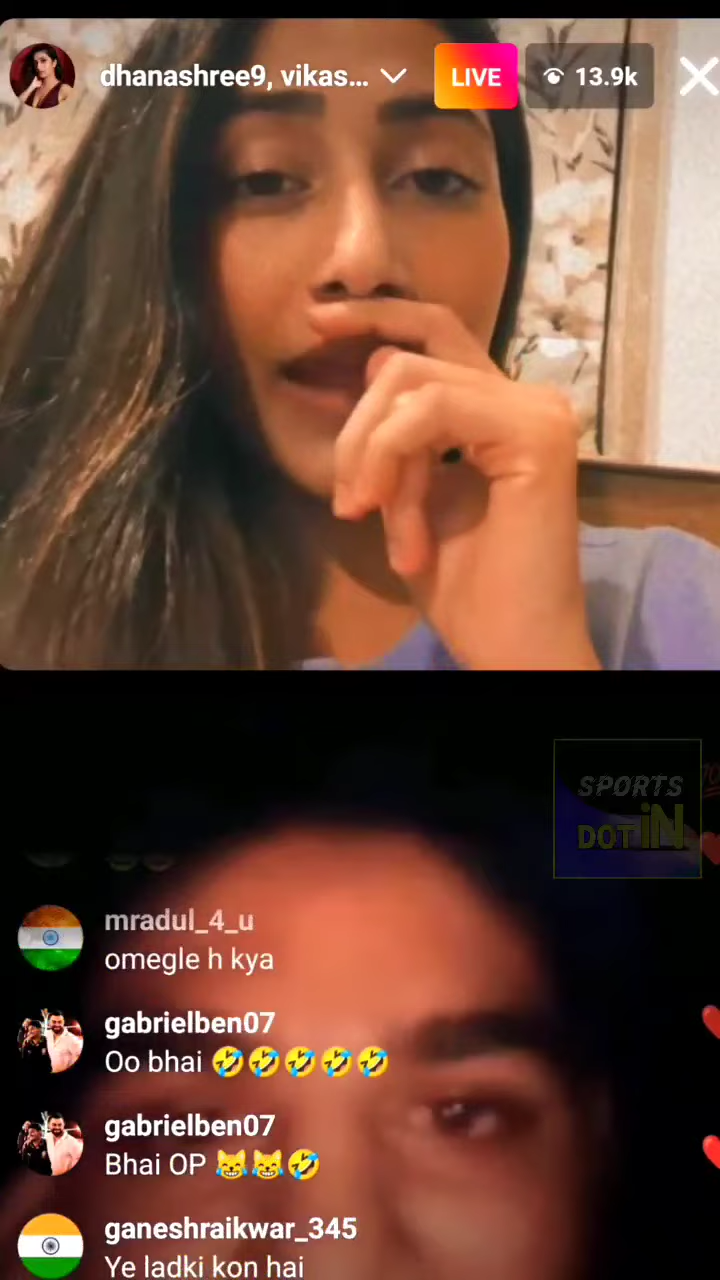 dhanashree9, vikas...
LIVE
13.9k
SPORTS
DOT iN
mradul_4_u
omegle h kya
gabrielben07
Oo bhai 🤣🤣🤣🤣🤣
gabrielben07
Bhai OP 😹😹🤣
ganeshraikwar_345
Ye ladki kon hai